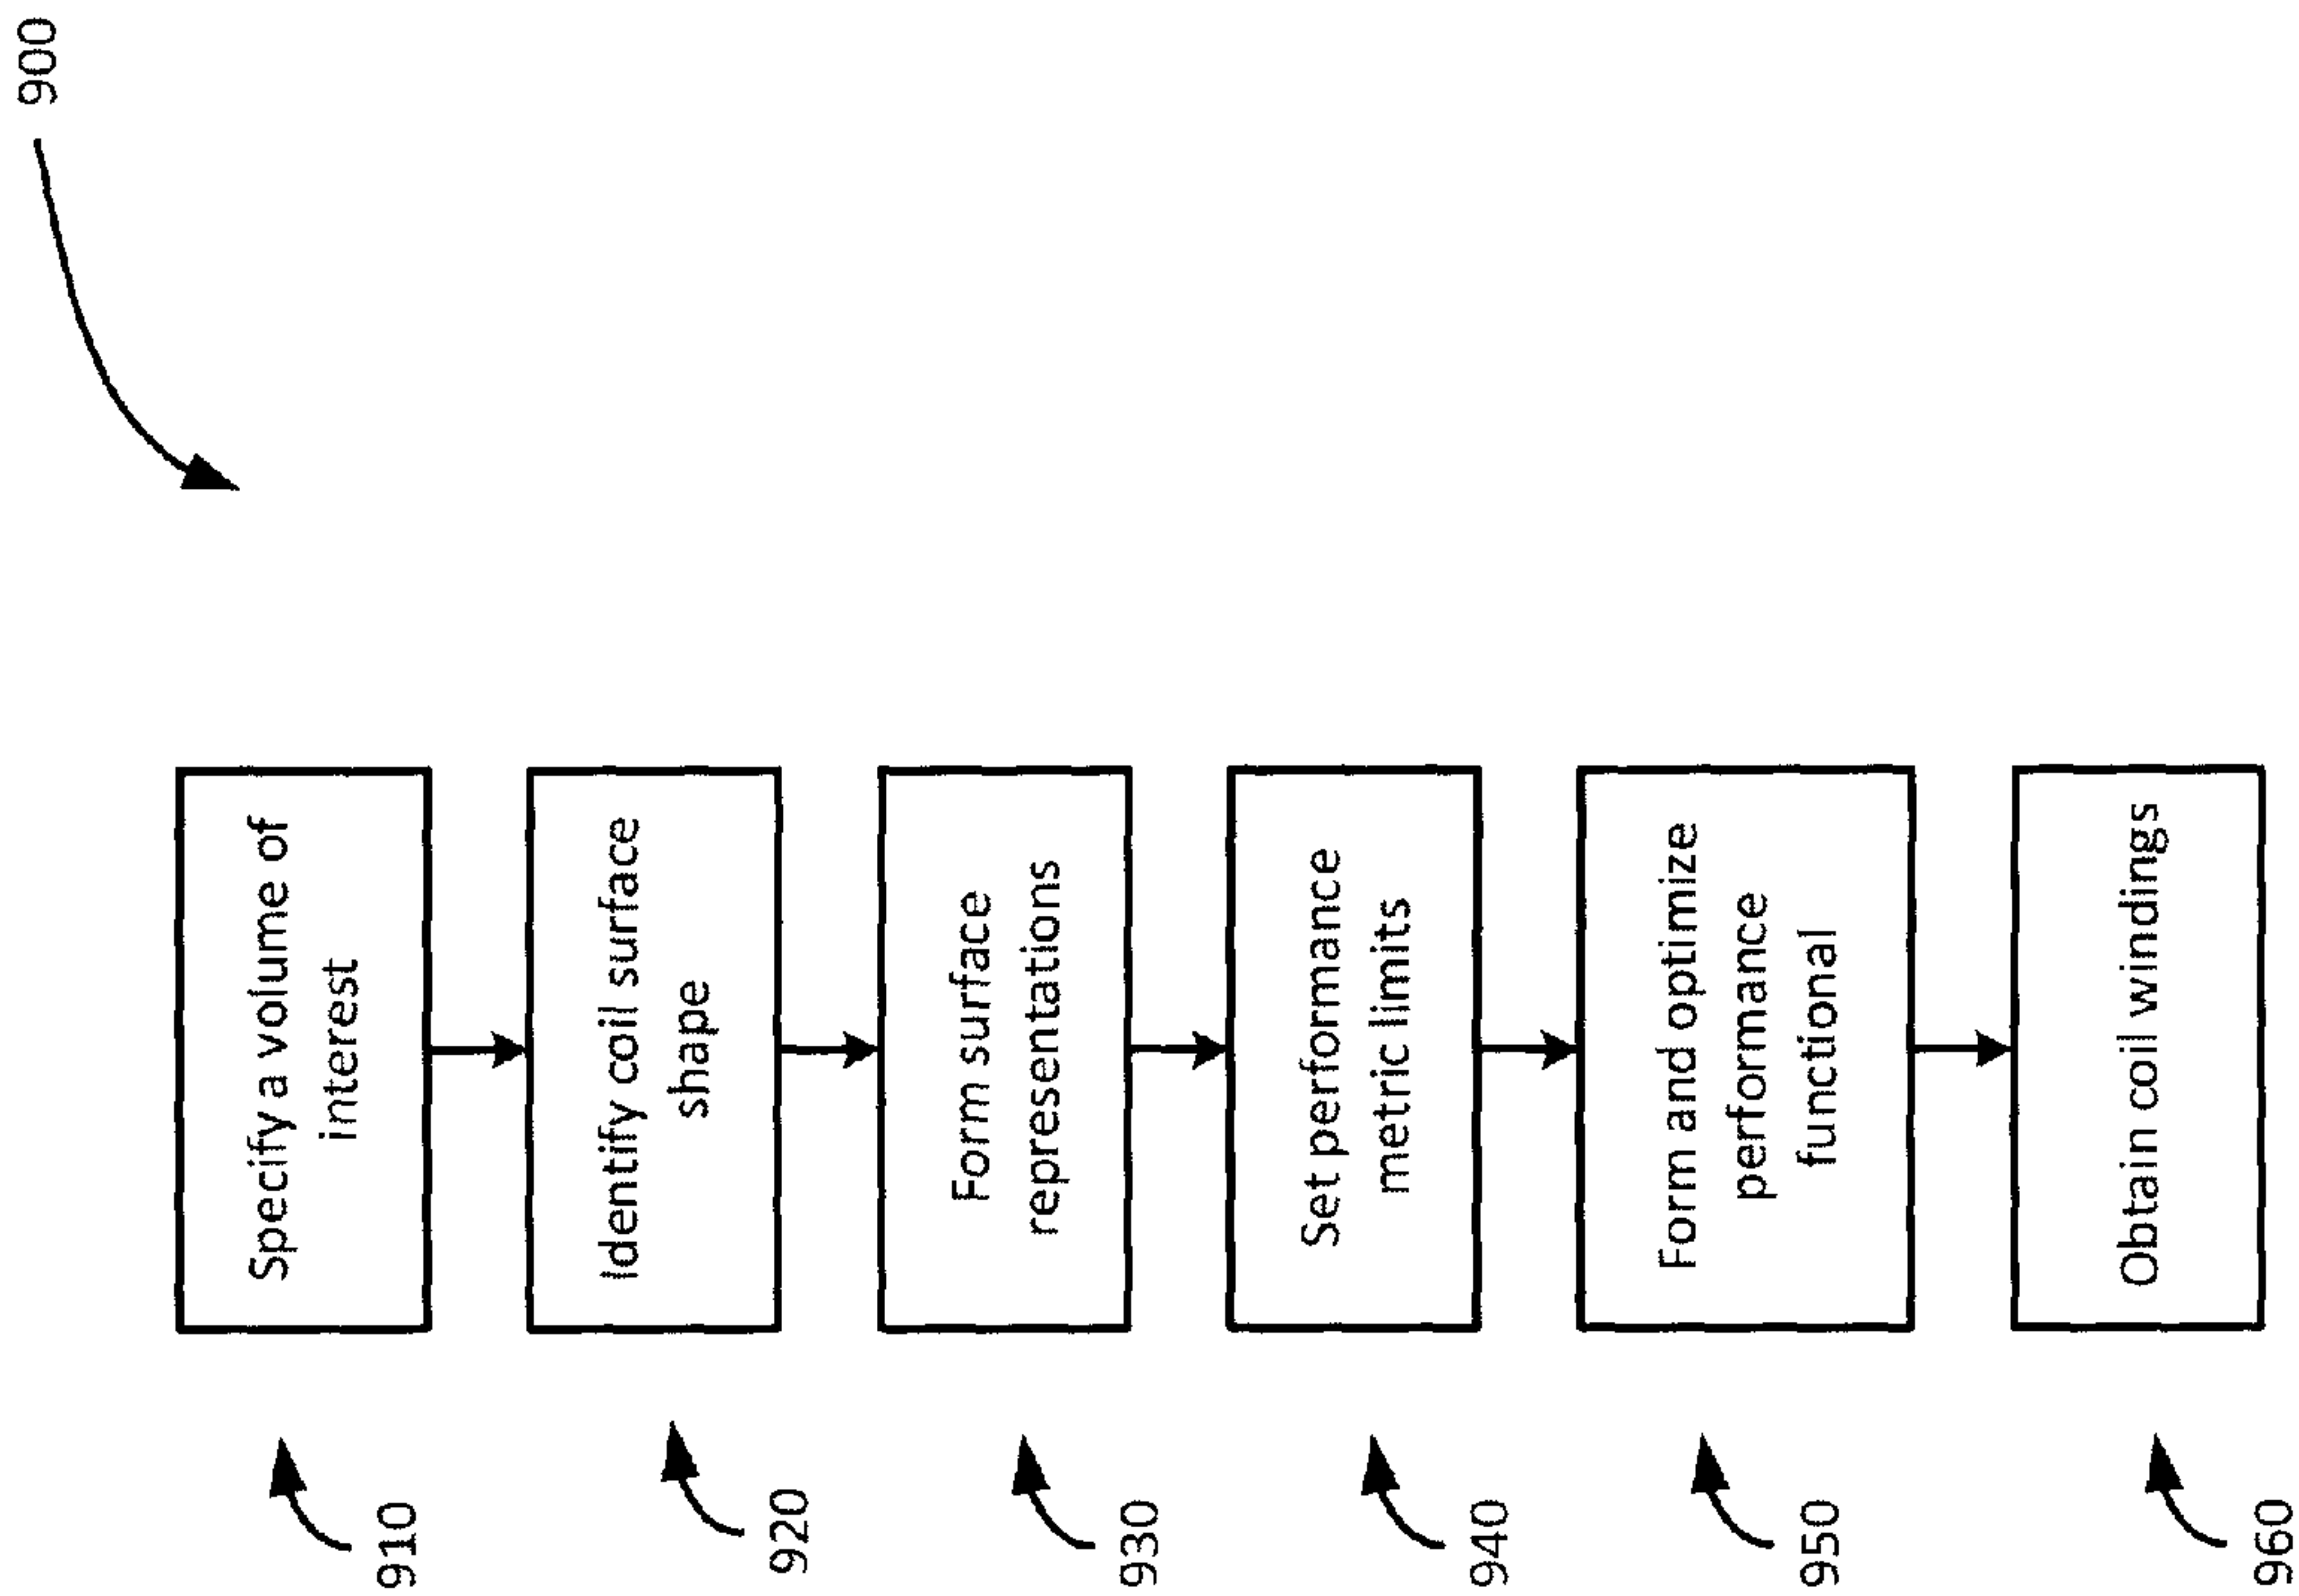 900
910
Specify a volume of
interest
920
Identify coil surface
shape
930
Form surface
representations
940
Set performance
metric limits
950
Form and optimize
performance
functional
960
Obtain coil windings